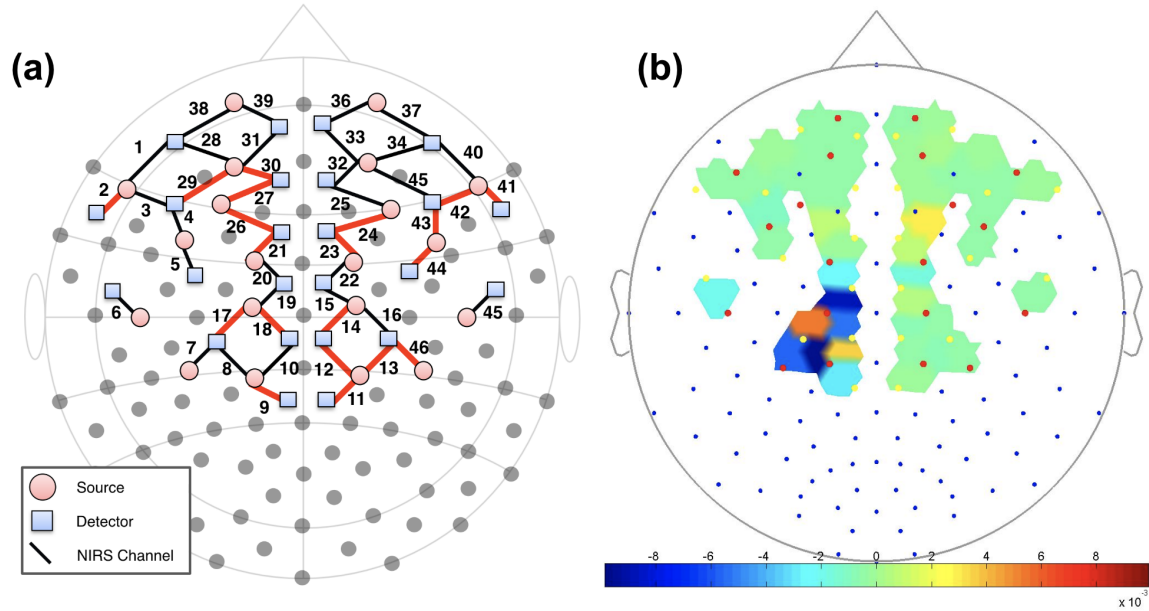 (a)
(b)
38 39 36 37
1 28 31 33 34
2 29 30 32 45 40 41
3 4 27 25 42
26 24 43
5 21 23 44
20 19 22
6 15 45
17 18 14 16
7 8 10 12 13 46
9 11
Source
Detector
NIRS Channel
-8 -6 -4 -2 0 2 4 6 8
x 10⁻³